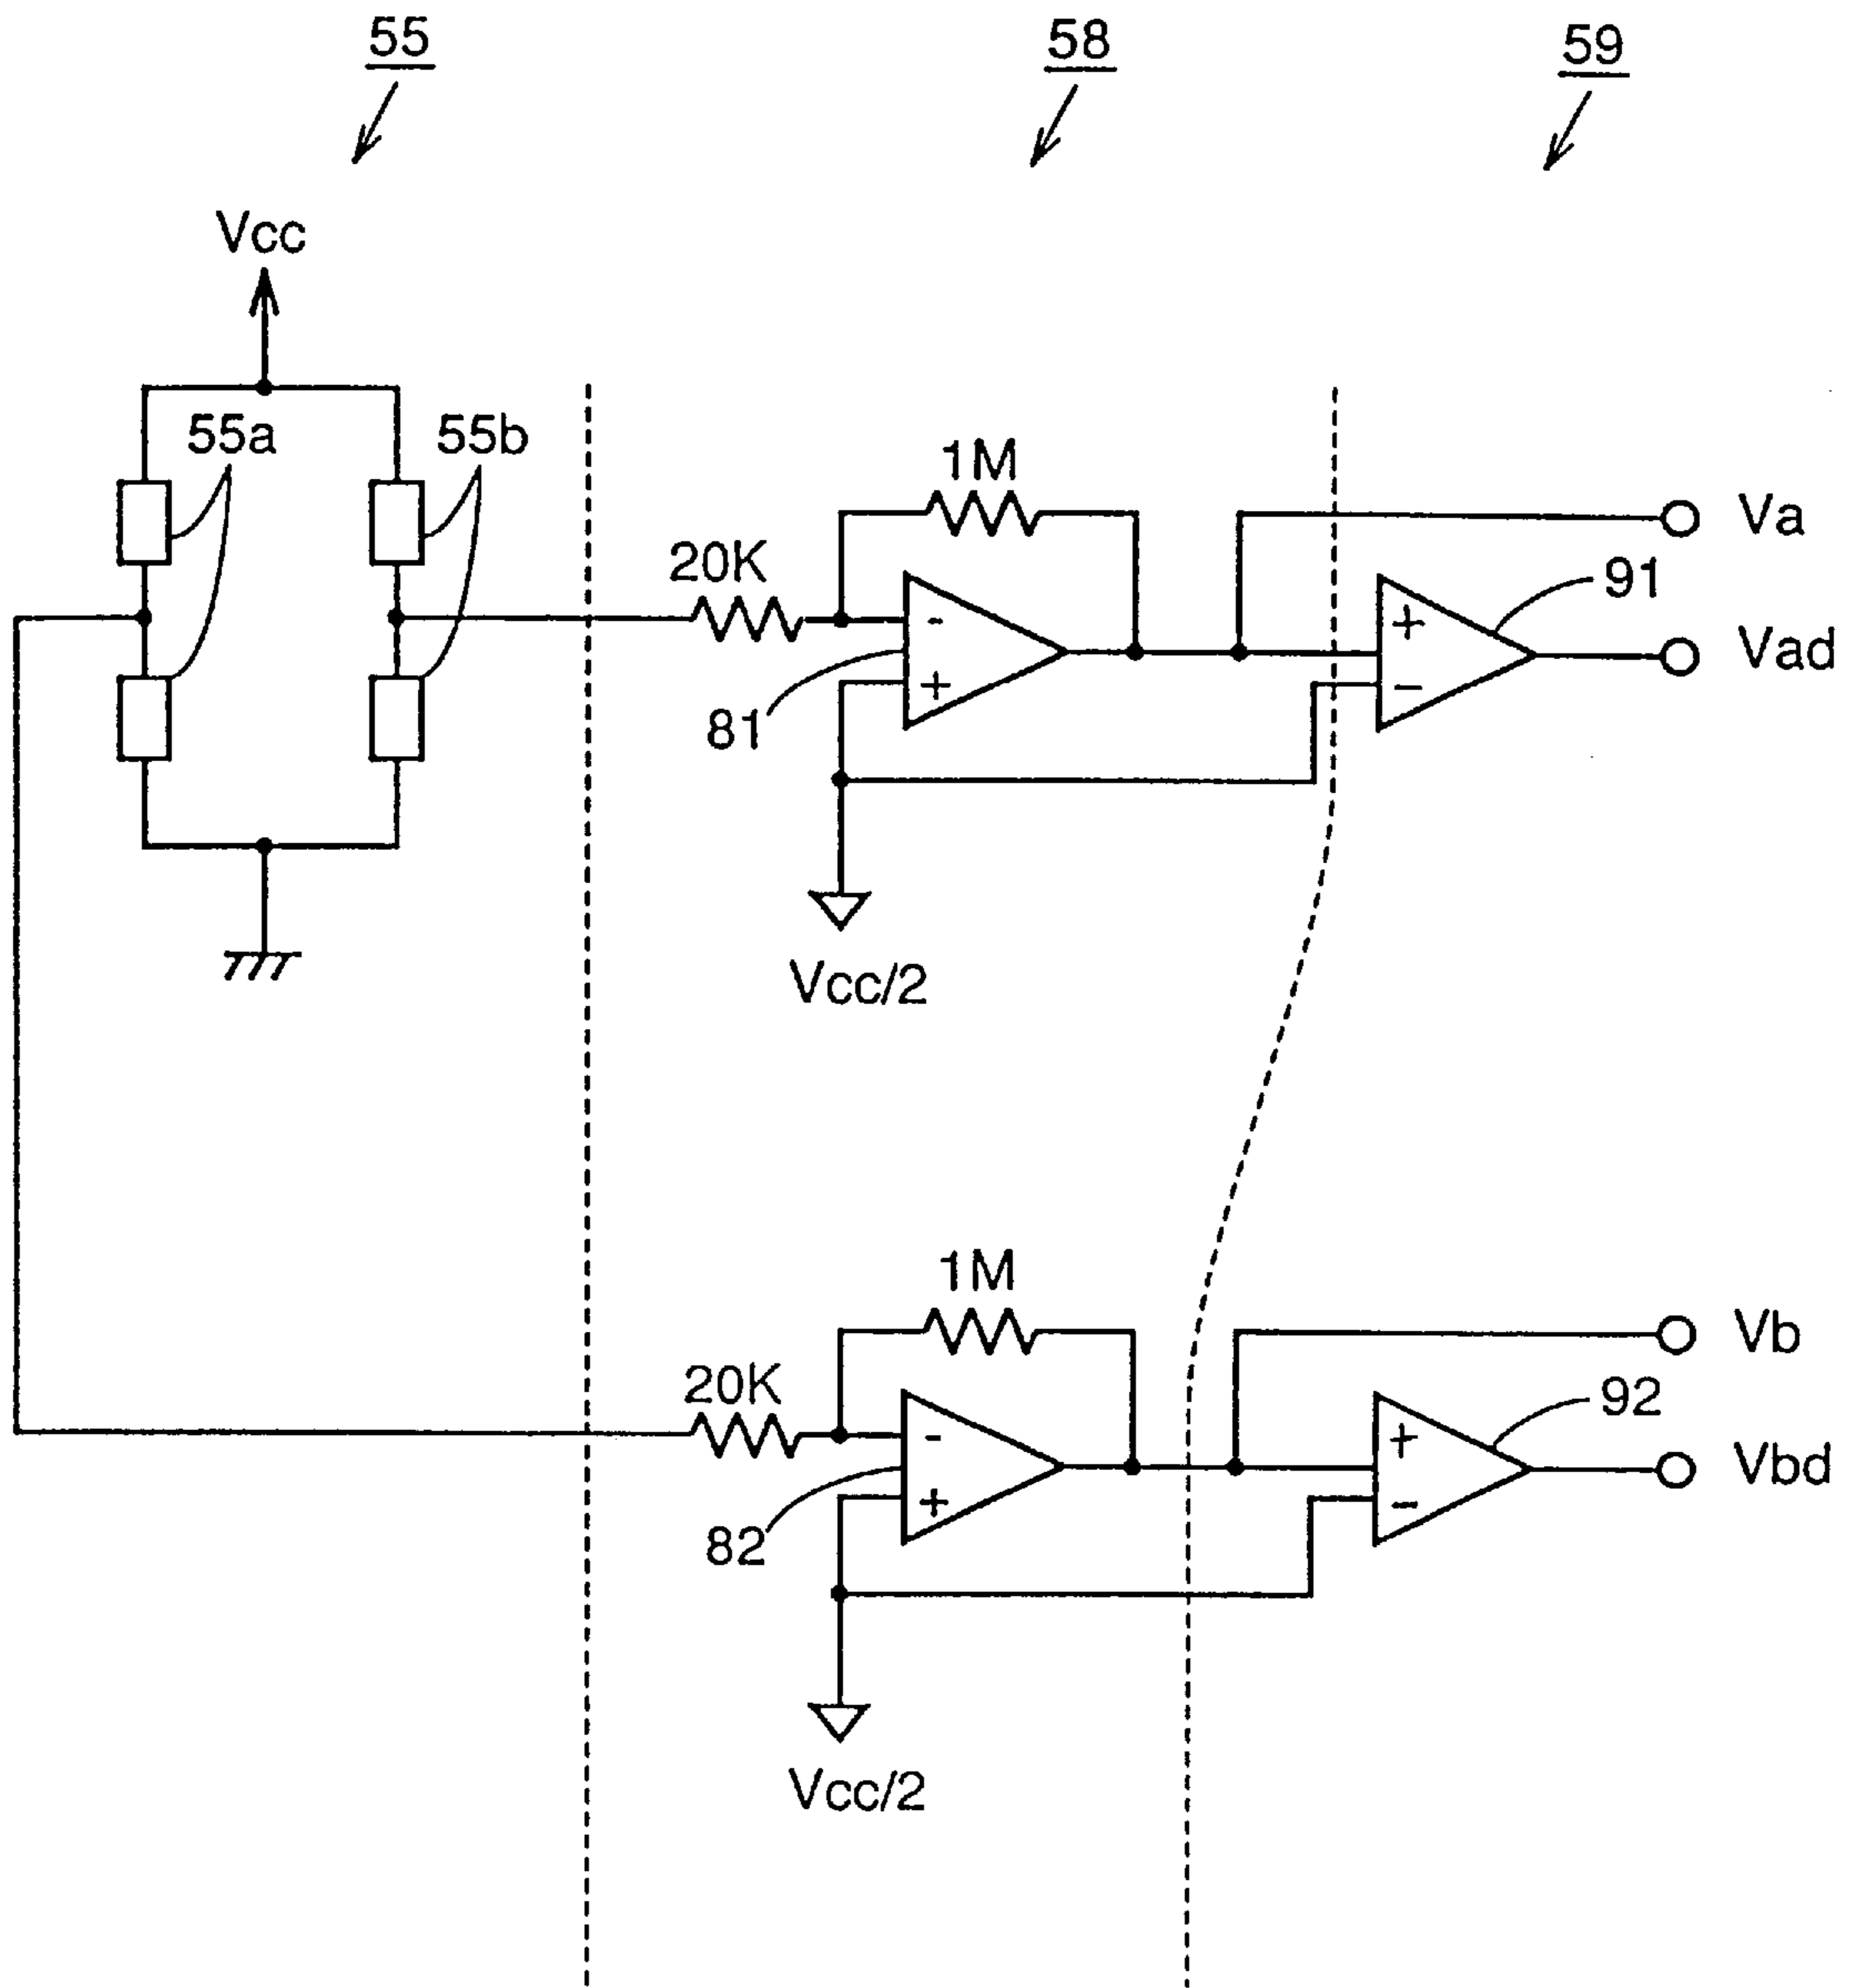 55
58
59
Vcc
55a
55b
1M
20K
-
+
81
Vcc/2
+
-
91
Va
Vad
1M
20K
-
+
82
Vcc/2
+
-
92
Vb
Vbd